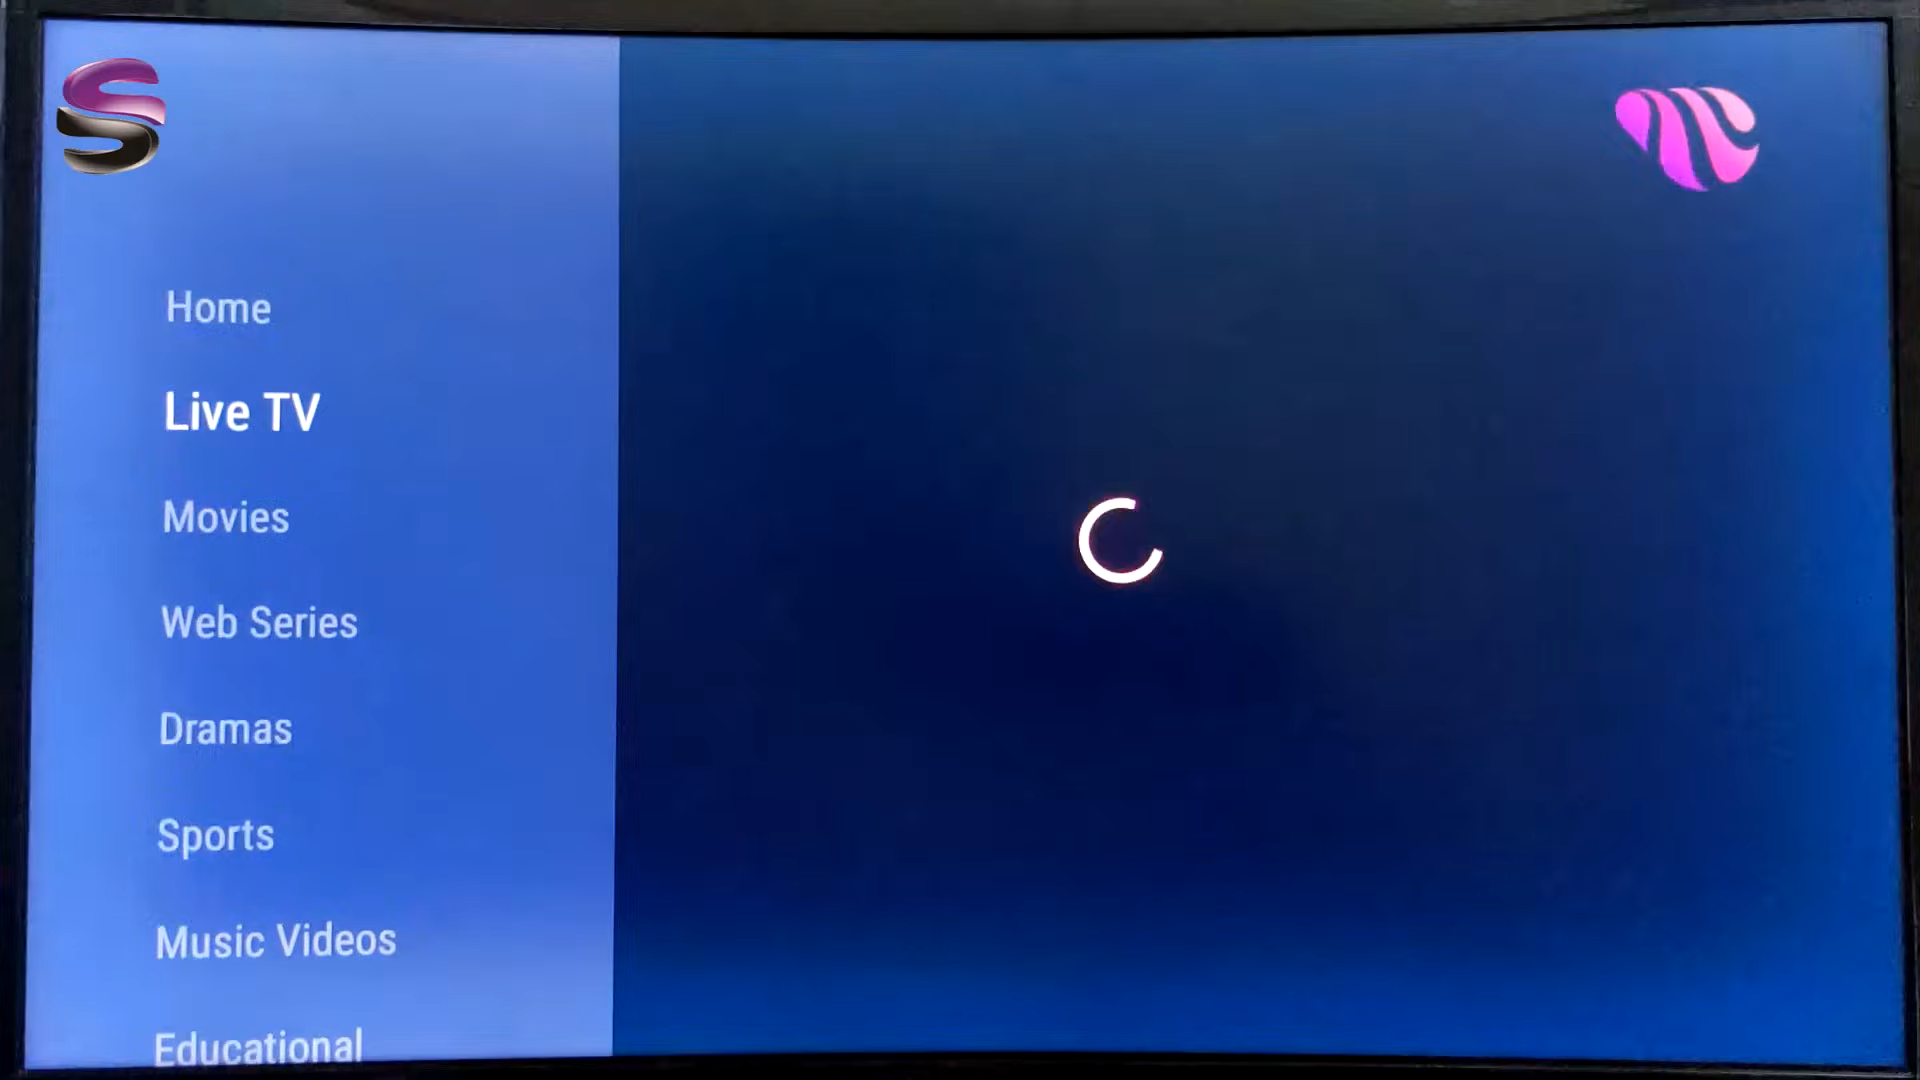 Home
Live TV
Movies
Web Series
Dramas
Sports
Music Videos
Educational